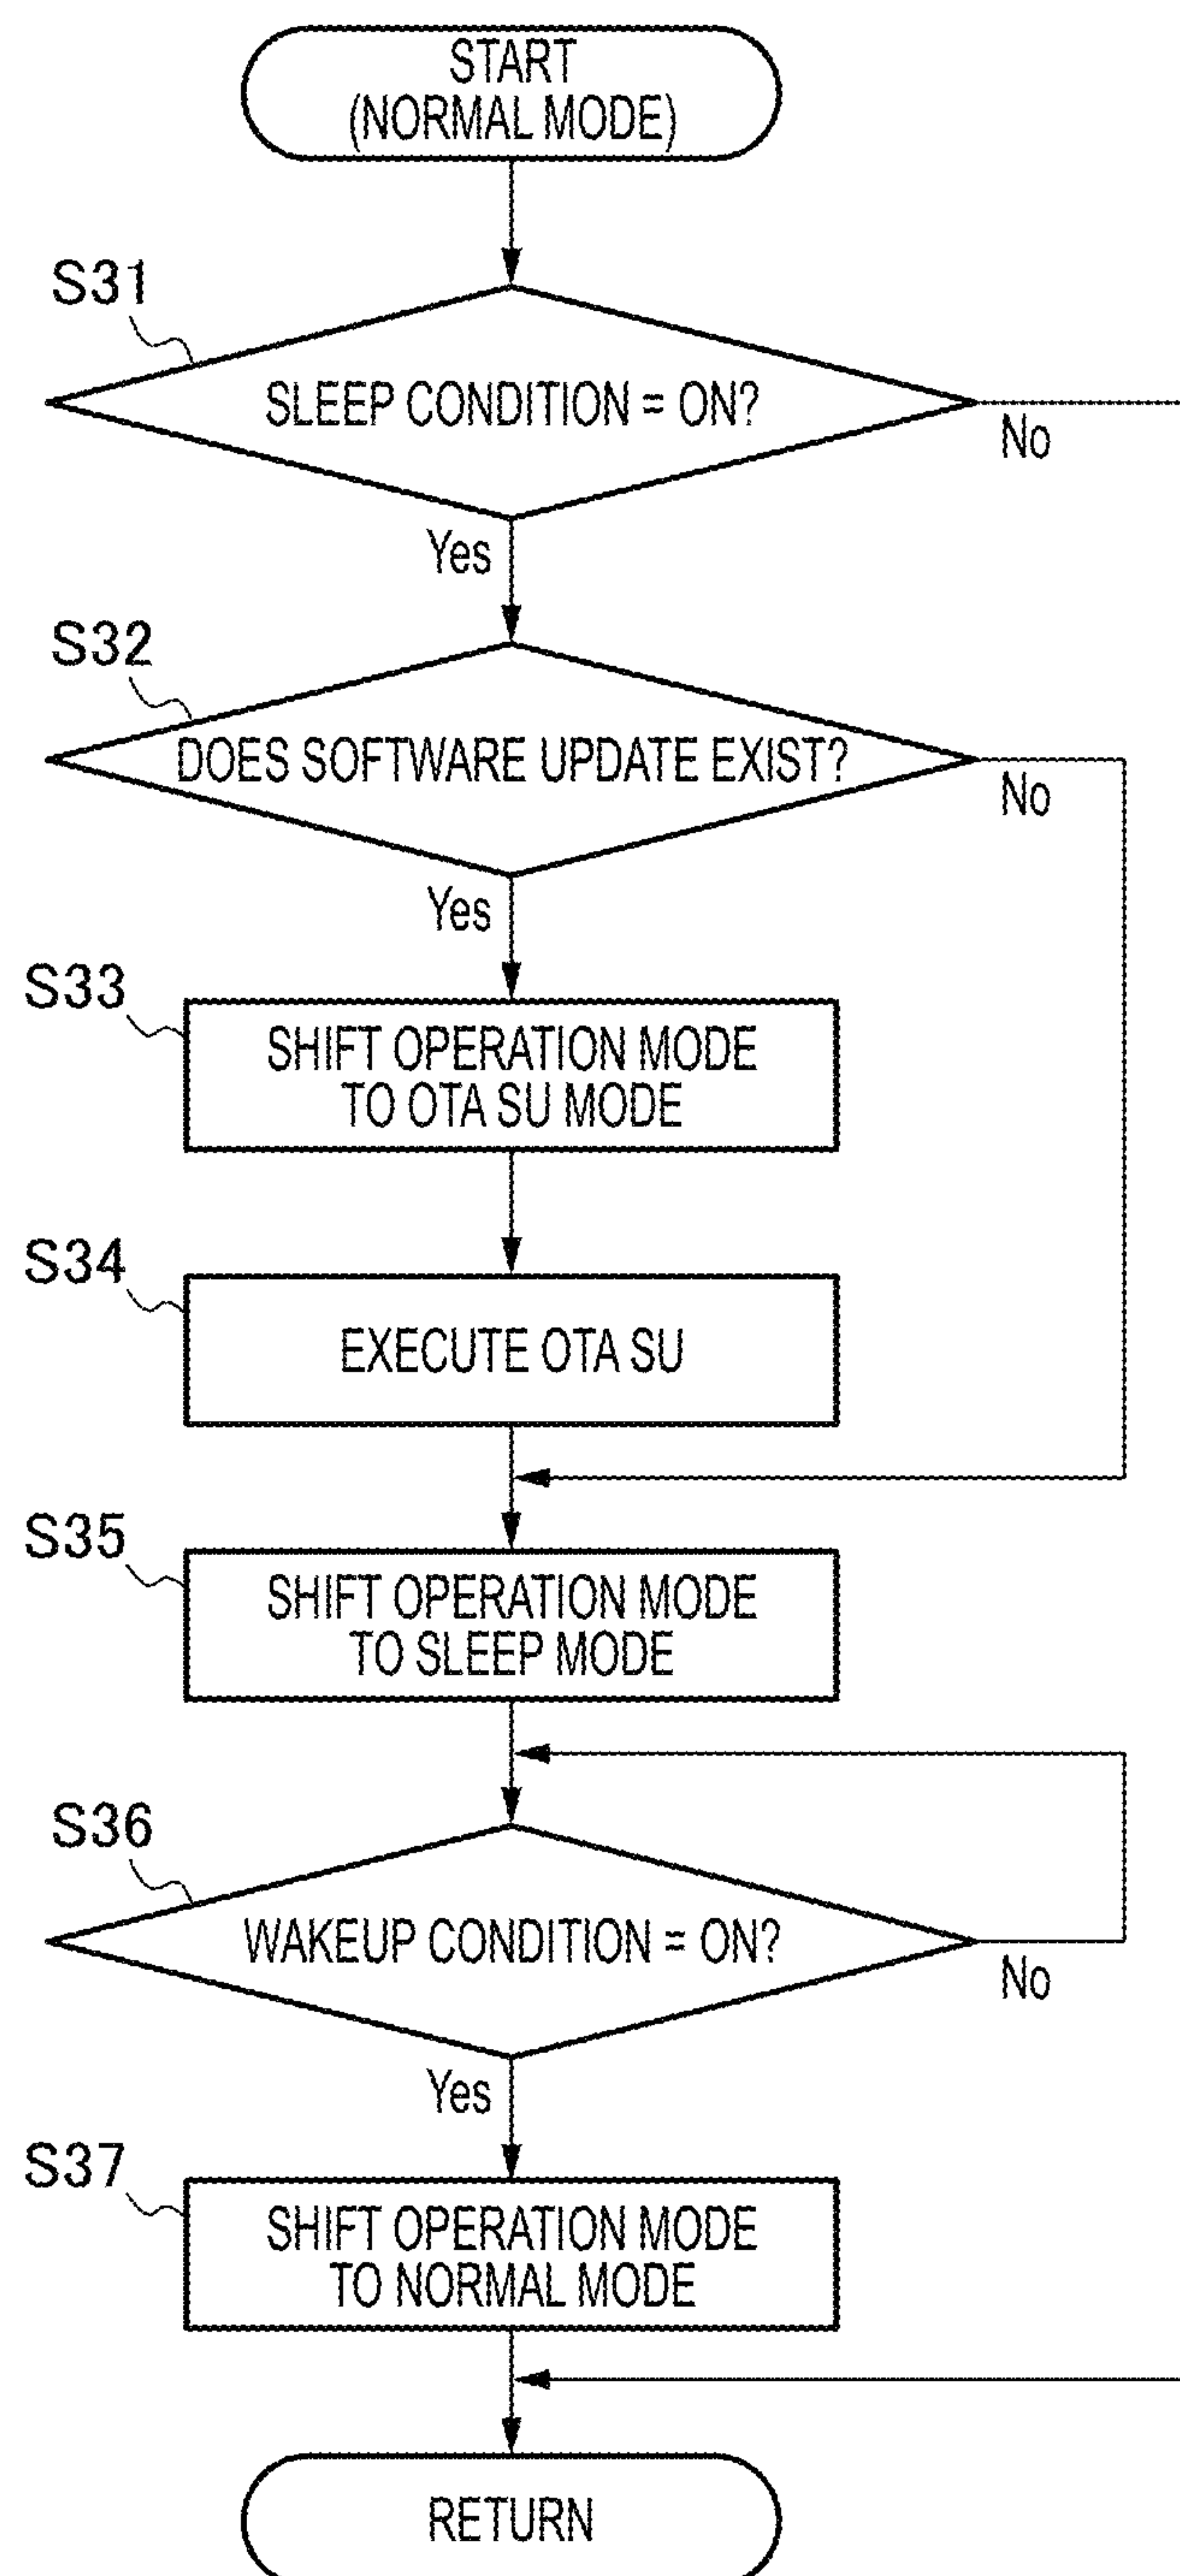 START
(NORMAL MODE)
S31
SLEEP CONDITION = ON?
No
Yes
S32
DOES SOFTWARE UPDATE EXIST?
No
Yes
S33
SHIFT OPERATION MODE
TO OTA SU MODE
S34
EXECUTE OTA SU
S35
SHIFT OPERATION MODE
TO SLEEP MODE
S36
WAKEUP CONDITION = ON?
No
Yes
S37
SHIFT OPERATION MODE
TO NORMAL MODE
RETURN